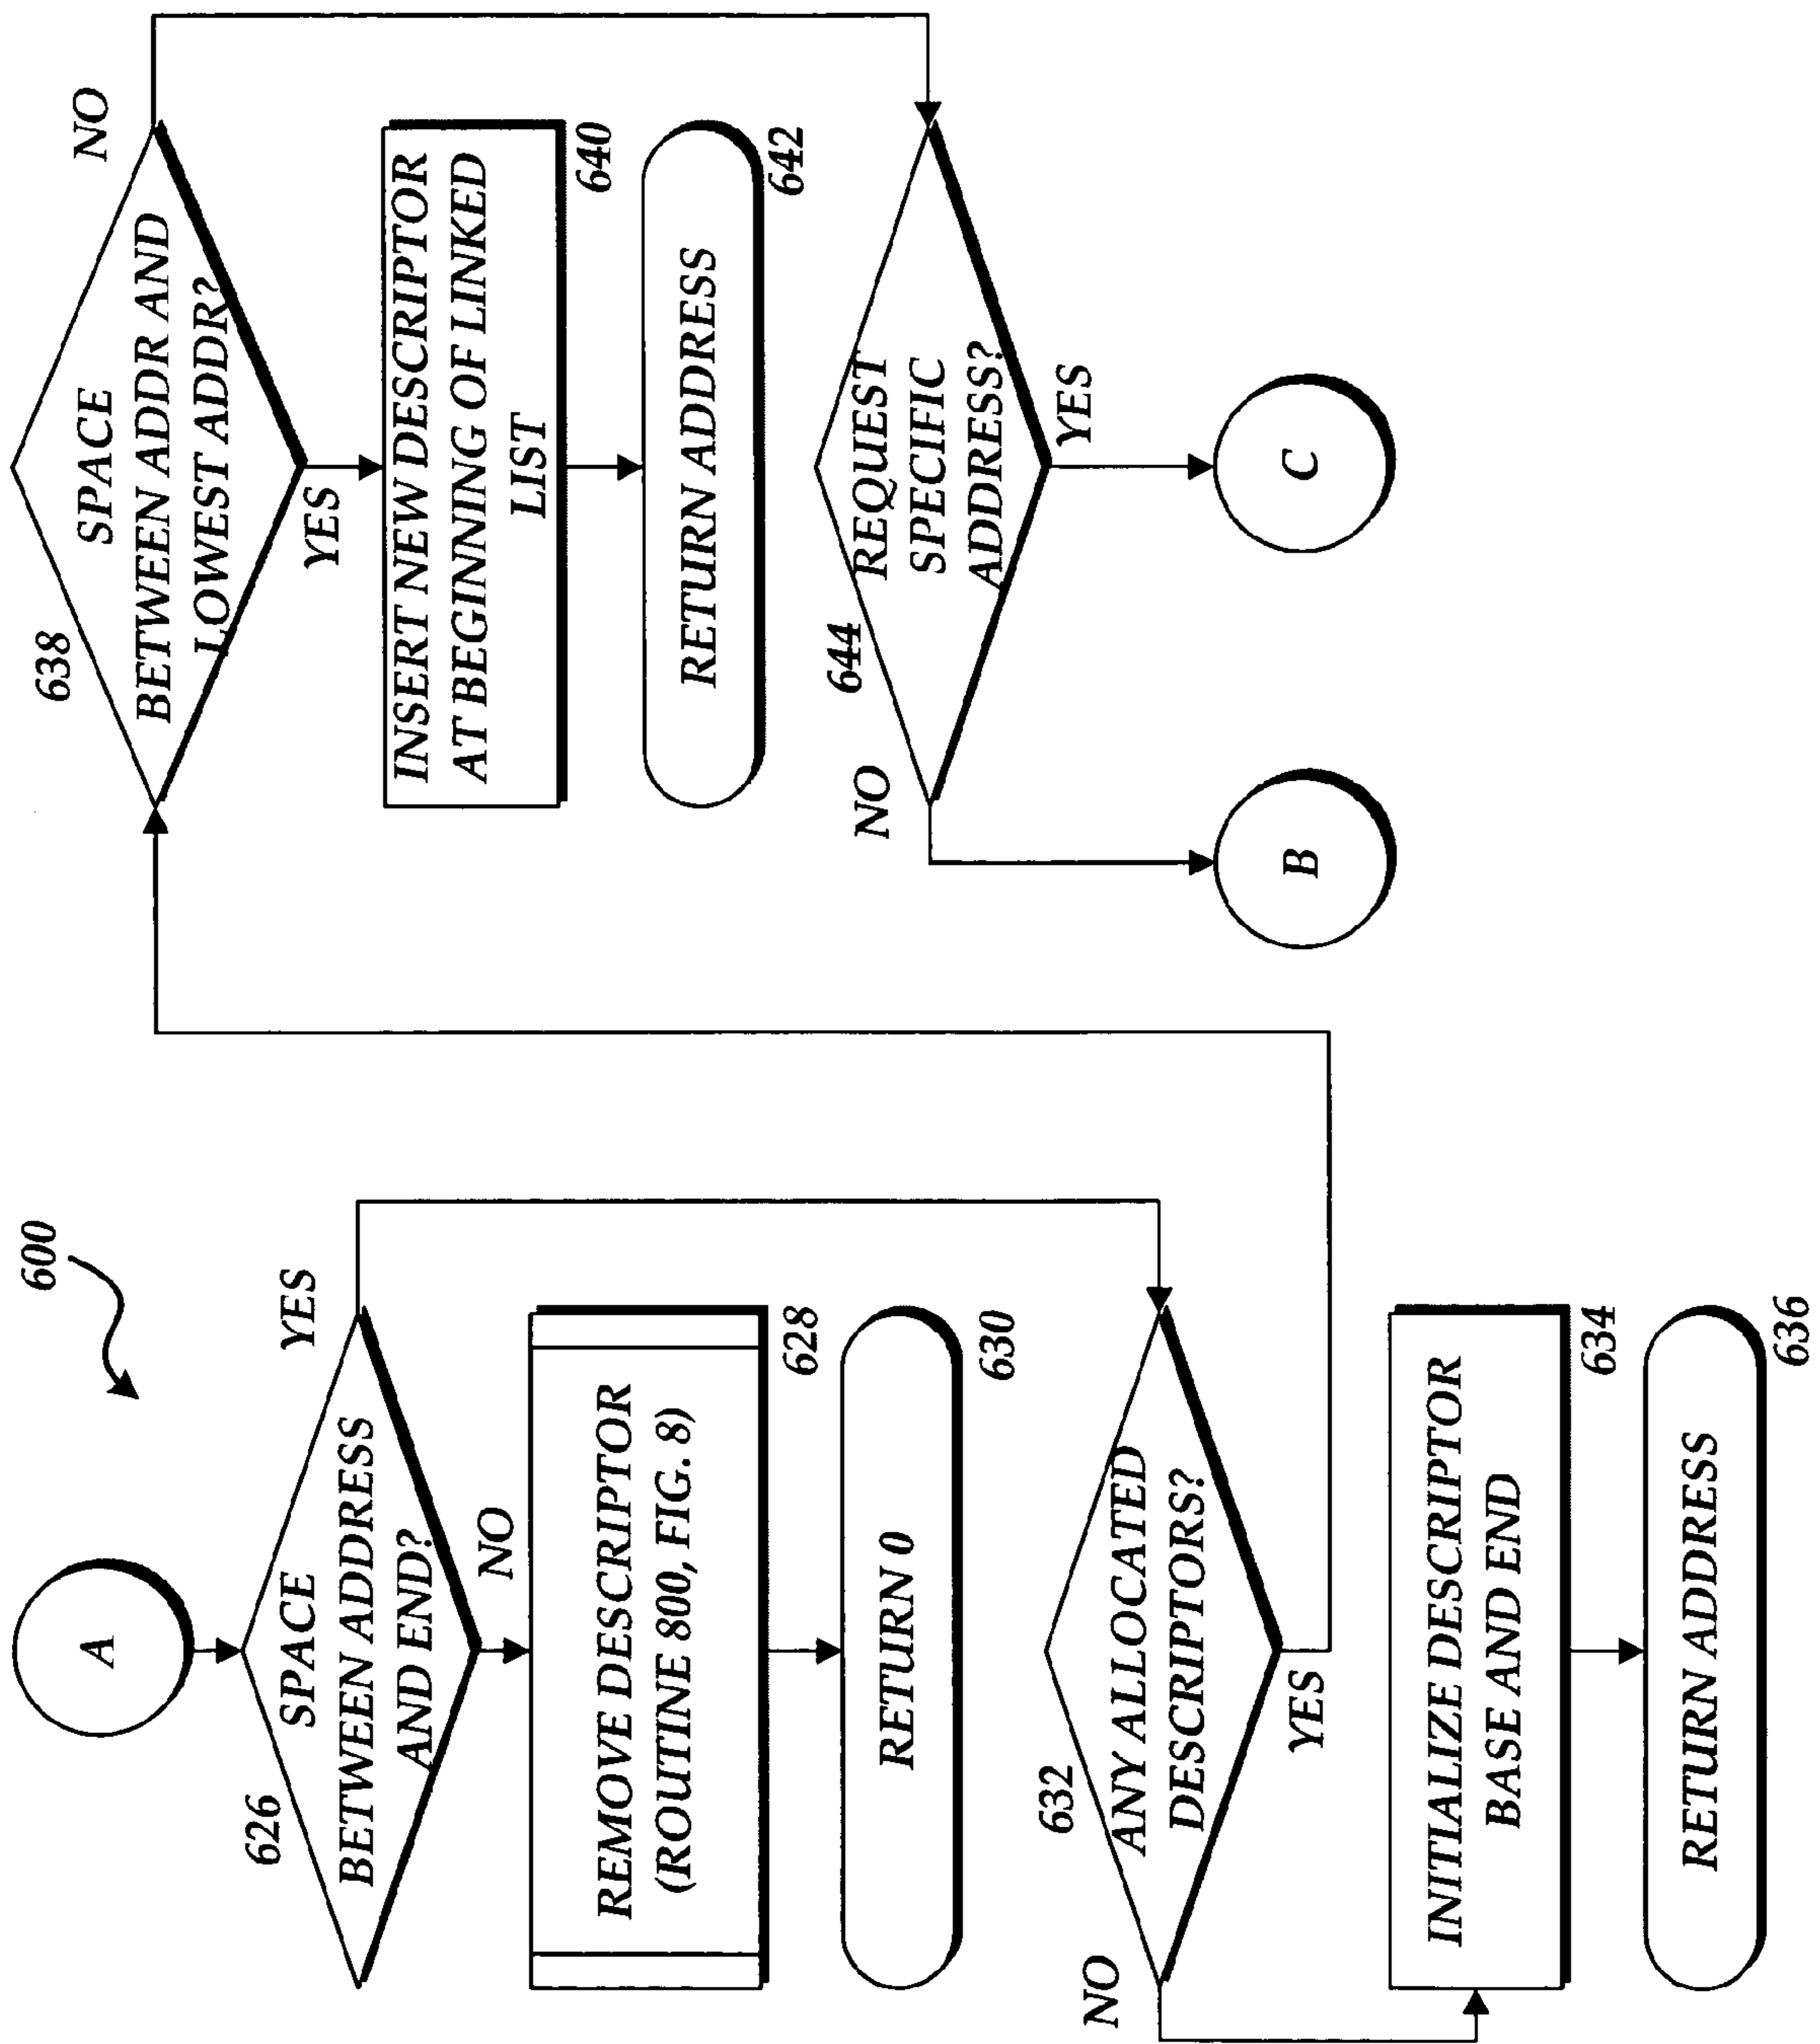 600
A
626
SPACE
BETWEEN ADDRESS
AND END?
YES
NO
REMOVE DESCRIPTOR
(ROUTINE 800, FIG. 8)
628
RETURN 0
630
632
ANY ALLOCATED
DESCRIPTORS?
NO
YES
INITIALIZE DESCRIPTOR
BASE AND END
634
RETURN ADDRESS
636
638
SPACE
BETWEEN ADDR AND
LOWEST ADDR?
NO
YES
INSERT NEW DESCRIPTOR
AT BEGINNING OF LINKED
LIST
640
RETURN ADDRESS
642
644
REQUEST
SPECIFIC
ADDRESS?
NO
YES
B
C